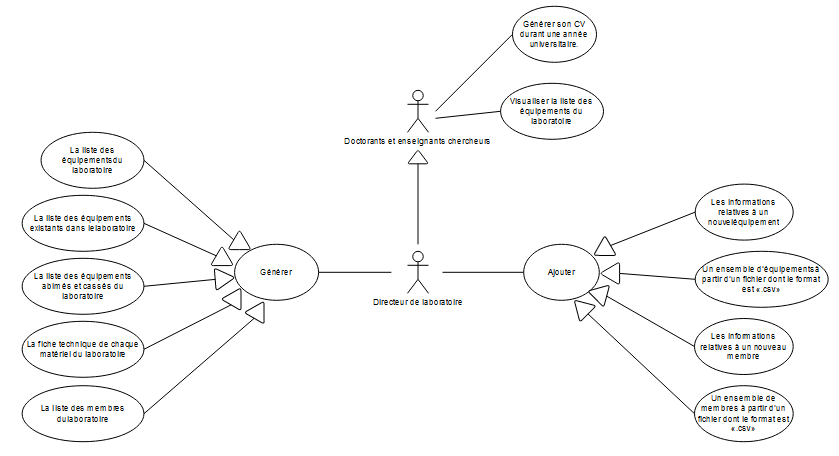 Générer son CV
durant une année
universitaire.
Visualiser la liste des
équipements du
laboratoire
Doctorants et enseignants chercheurs
La liste des
équipementsdu
laboratoire
La liste des équipements
existants dans lelaboratoire
La liste des équipements
abimés et cassés du
laboratoire
La fiche technique de chaque
matériel du laboratoire
La liste des membres
dulaboratoire
Générer
Directeur de laboratoire
Ajouter
Les informations
relatives à un
nouveléquipement
Un ensemble d'équipementsà
partir d'un fichier dont le format
est «.csv»
Les informations
relatives à un nouveau
membre
Un ensemble de
membres à partir d'un
fichier dont le format est
«.csv»